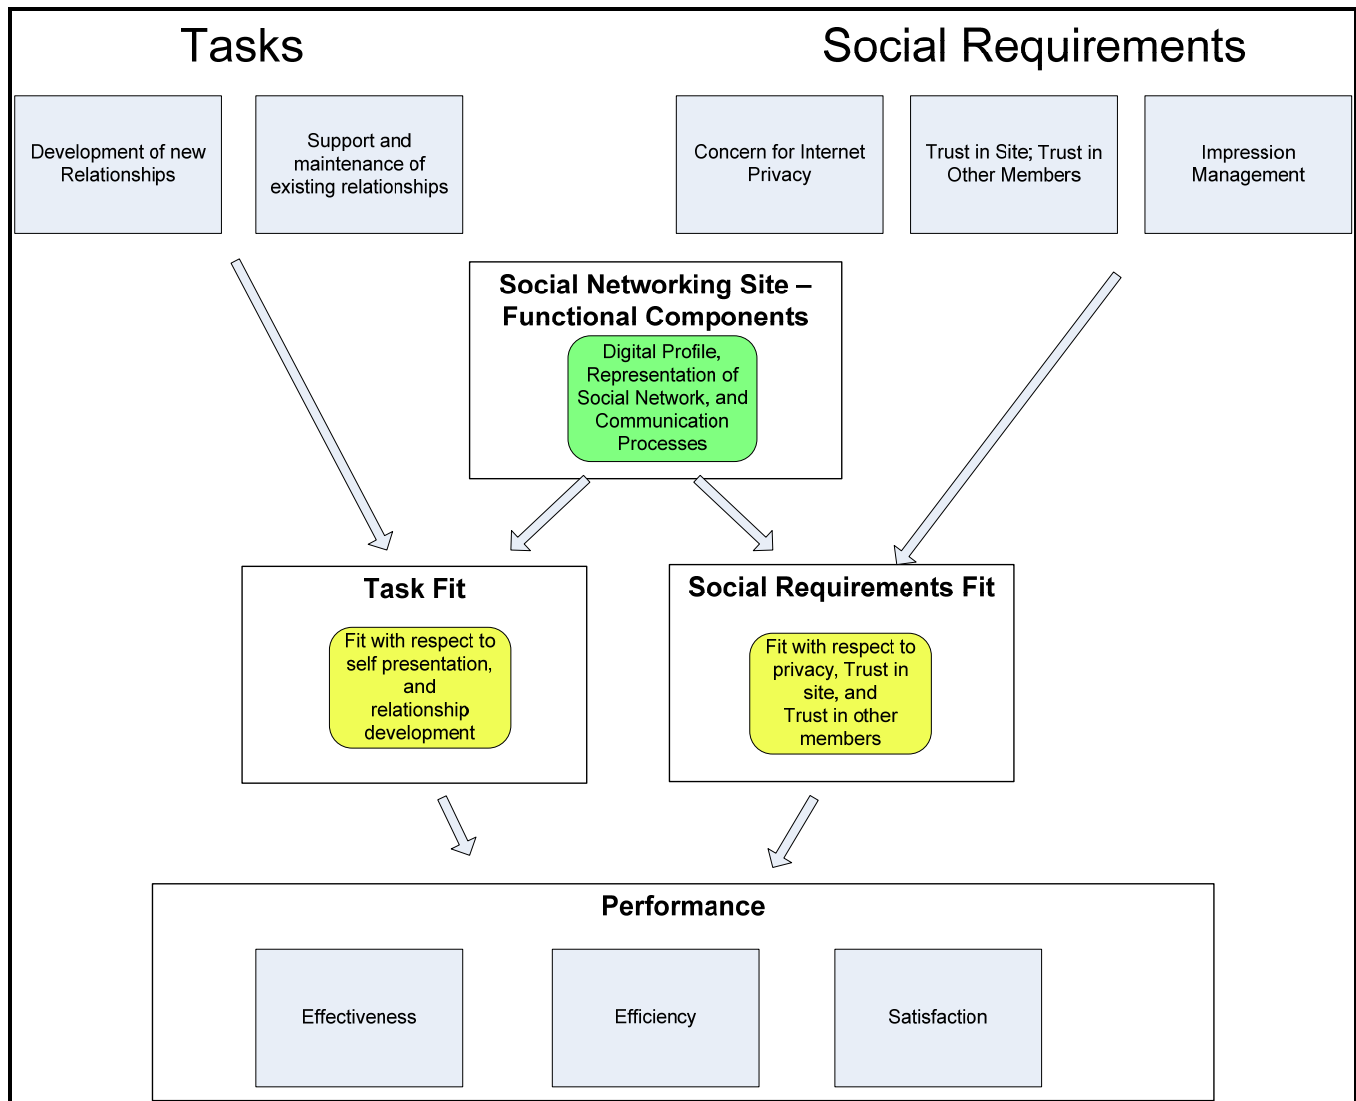 Tasks
Social Requirements
Development of new
Relationships
Support and
maintenance of
existing relationships
Concern for Internet
Privacy
Trust in Site; Trust in
Other Members
Impression
Management
Social Networking Site –
Functional Components
Digital Profile,
Representation of
Social Network, and
Communication
Processes
Task Fit
Fit with respect to
self presentation,
and
relationship
development
Social Requirements Fit
Fit with respect to
privacy, Trust in
site, and
Trust in other
members
Performance
Effectiveness
Efficiency
Satisfaction